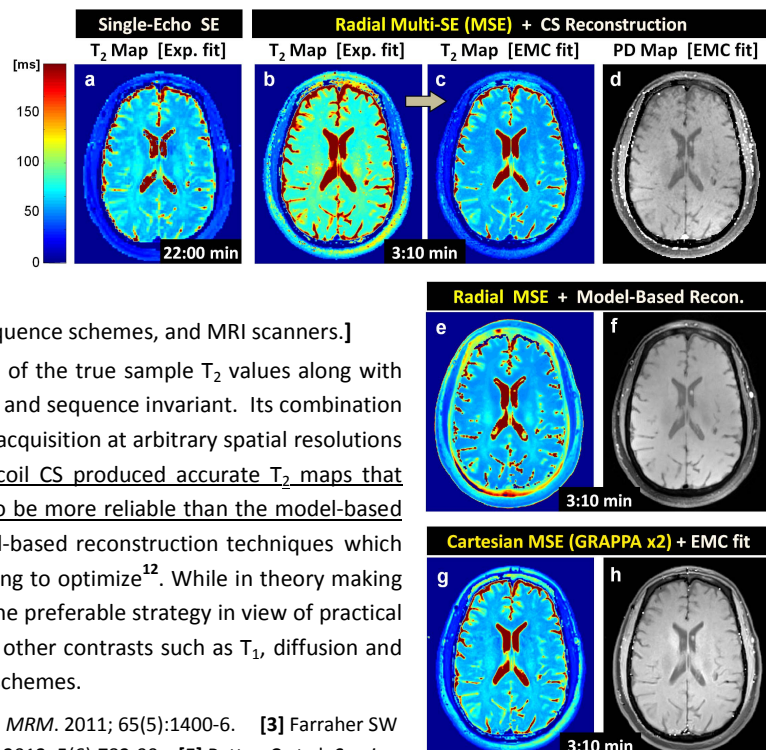 Single-Echo SE
Radial Multi-SE (MSE) + CS Reconstruction
T₂ Map [Exp. fit]
T₂ Map [Exp. fit]
T₂ Map [EMC fit]
PD Map [EMC fit]
[ms]
150
100
50
0
a
b
c
d
22:00 min
3:10 min
Radial MSE + Model-Based Recon.
e
f
3:10 min
Cartesian MSE (GRAPPA x2) + EMC fit
g
h
3:10 min
quence schemes, and MRI scanners.]
of the true sample T₂ values along with
and sequence invariant. Its combination
acquisition at arbitrary spatial resolutions
coil CS produced accurate T₂ maps that
o be more reliable than the model-based
l-based reconstruction techniques which
ing to optimize¹². While in theory making
ne preferable strategy in view of practical
other contrasts such as T₁, diffusion and
chemes.
MRM. 2011; 65(5):1400-6. [3] Farraher SW